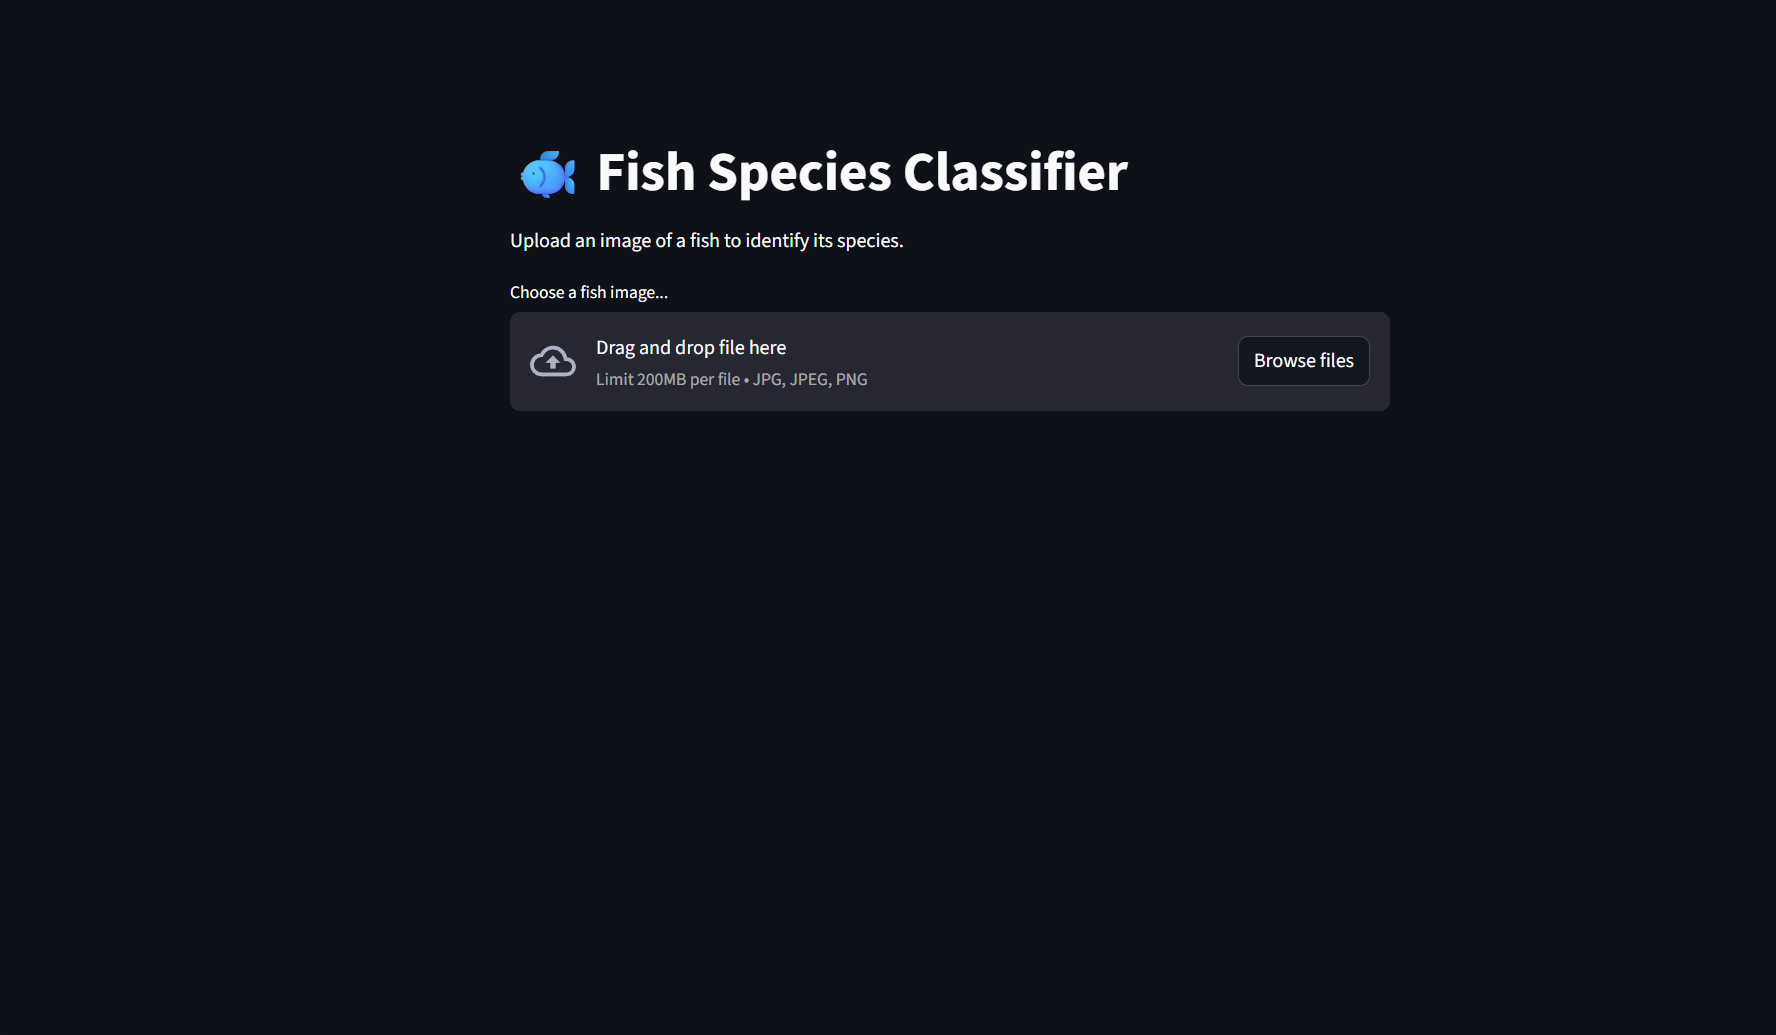 Fish Species Classifier
Upload an image of a fish to identify its species.
Choose a fish image...
Drag and drop file here
Limit 200MB per file • JPG, JPEG, PNG
Browse files